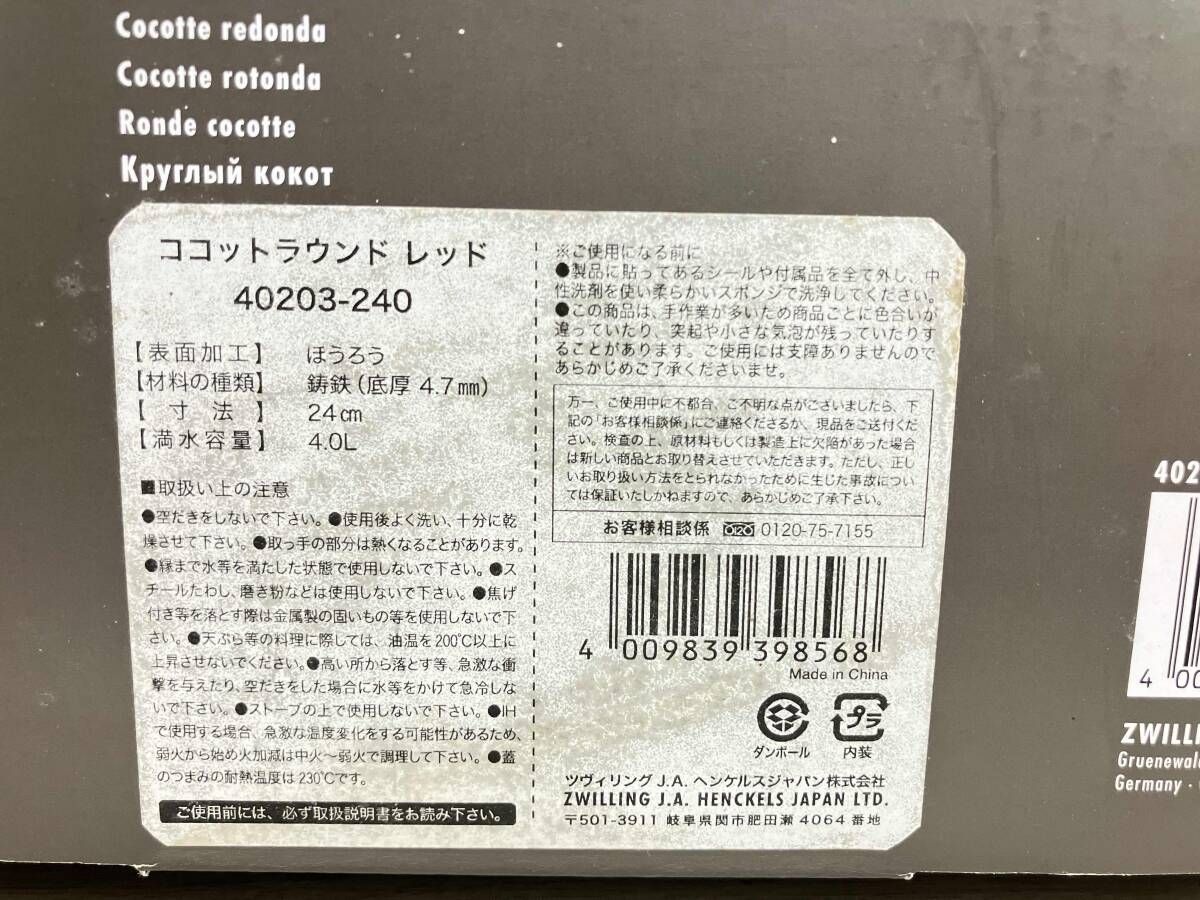 Cocotte redonda
Cocotte rotonda
Ronde cocotte
Круглый кокот
ココットラウンド レッド
40203-240
【表面加工】 ほうろう
【材料の種類】 鋳鉄(底厚 4.7㎜)
【 寸 法 】 24㎝
【満水容量】 4.0L
■取扱い上の注意
●空だきをしないで下さい。●使用後よく洗い、十分に乾
操させて下さい。●取っ手の部分は熱くなることがあります。
●縁まで水等を満たした状態で使用しないで下さい。●ス
チールたわし、磨き粉などは使用しないで下さい。●焦げ
付き等を落とす際は金属製の固いもの等を使用しないで下
さい。●天ぷら等の料理に際しては、油温を200℃以上に
上昇させないでください。●高い所から落とす等、急激な衝
撃を与えたり、空だきをした場合に水等をかけて急冷しな
いで下さい。●ストーブの上で使用しないで下さい。●IH
で使用する場合、急激な温度変化をする可能性があるため、
弱火から始め火加減は中火〜弱火で調理して下さい。●蓋
のつまみの耐熱温度は230℃です。
ご使用前には、必ず取扱説明書をお読み下さい。
※ご使用になる前に
●製品に貼ってあるシールや付属品を全て外し、中
性洗剤を使い柔らかいスポンジで洗浄してください。
●この商品は、手作業が多いため商品ごとに色合いが
違っていたり、突起や小さな気泡が残っていたりす
ることがあります。ご使用には支障ありませんので
あらかじめご了承くださいませ。
万一、ご使用中に不都合、ご不明な点がございましたら、下
記の「お客様相談係」にご連絡くださるか、現品をご送付くだ
さい。検査の上、原材料もしくは製造上に欠陥があった場合
は新しい商品とお取り替えさせていただきます。ただし、正し
いお取り扱い方法をとられなかったために生じた事故につい
ては保証いたしかねますので、あらかじめご了承下さい。
お客様相談係 0120-75-7155
4 009839 398568
Made in China
ダンボール
プラ
内装
ツヴィリング J.A. ヘンケルスジャパン株式会社
ZWILLING J.A. HENCKELS JAPAN LTD.
〒501-3911 岐阜県関市肥田瀬 4064 番地
402
4 00
ZWILLI
Gruenewald
Germany ·